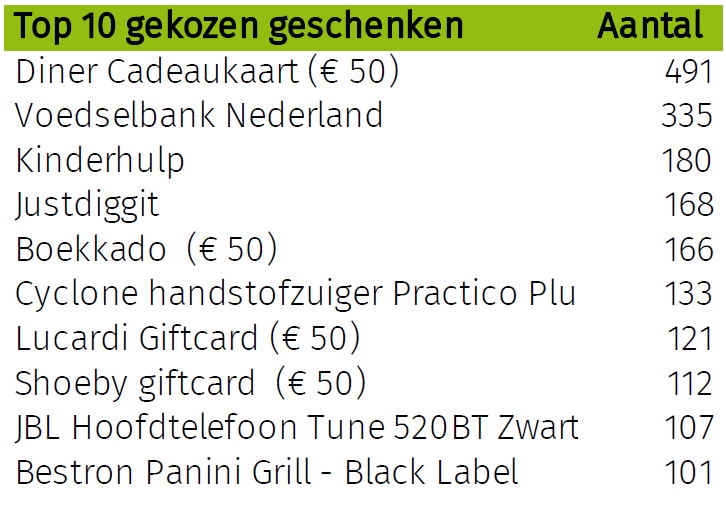 Top 10 gekozen geschenken Aantal
Diner Cadeaukaart (€ 50) 491
Voedselbank Nederland 335
Kinderhulp 180
Justdiggit 168
Boekkado (€ 50) 166
Cyclone handstofzuiger Practico Plu 133
Lucardi Giftcard (€ 50) 121
Shoeby giftcard (€ 50) 112
JBL Hoofdtelefoon Tune 520BT Zwart 107
Bestron Panini Grill - Black Label 101